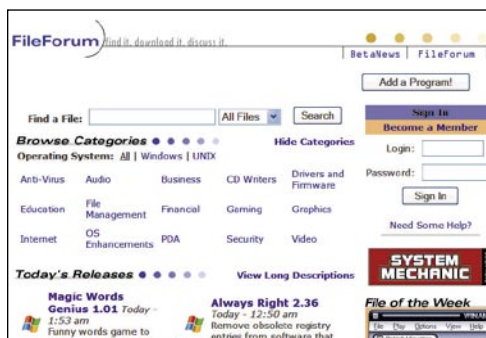 FileForum find it. download it. discuss it.
BetaNews | FileForum
Add a Program!
Find a File: All Files Search
Sign In
Become a Member
Browse Categories Hide Categories
Operating System: All | Windows | UNIX
Login:
Anti-Virus Audio Business CD Writers Drivers and Firmware
Password:
Sign In
Education File Management Financial Gaming Graphics
Need Some Help?
Internet OS Enhancements PDA Security Video
SYSTEM MECHANIC
Today's Releases View Long Descriptions
File of the Week
Magic Words Genius 1.01 Today - 1:53 am
Funny words game to
Always Right 2.36
Today - 12:50 am
Remove obsolete registry
entries from software that
File Play Options View Help